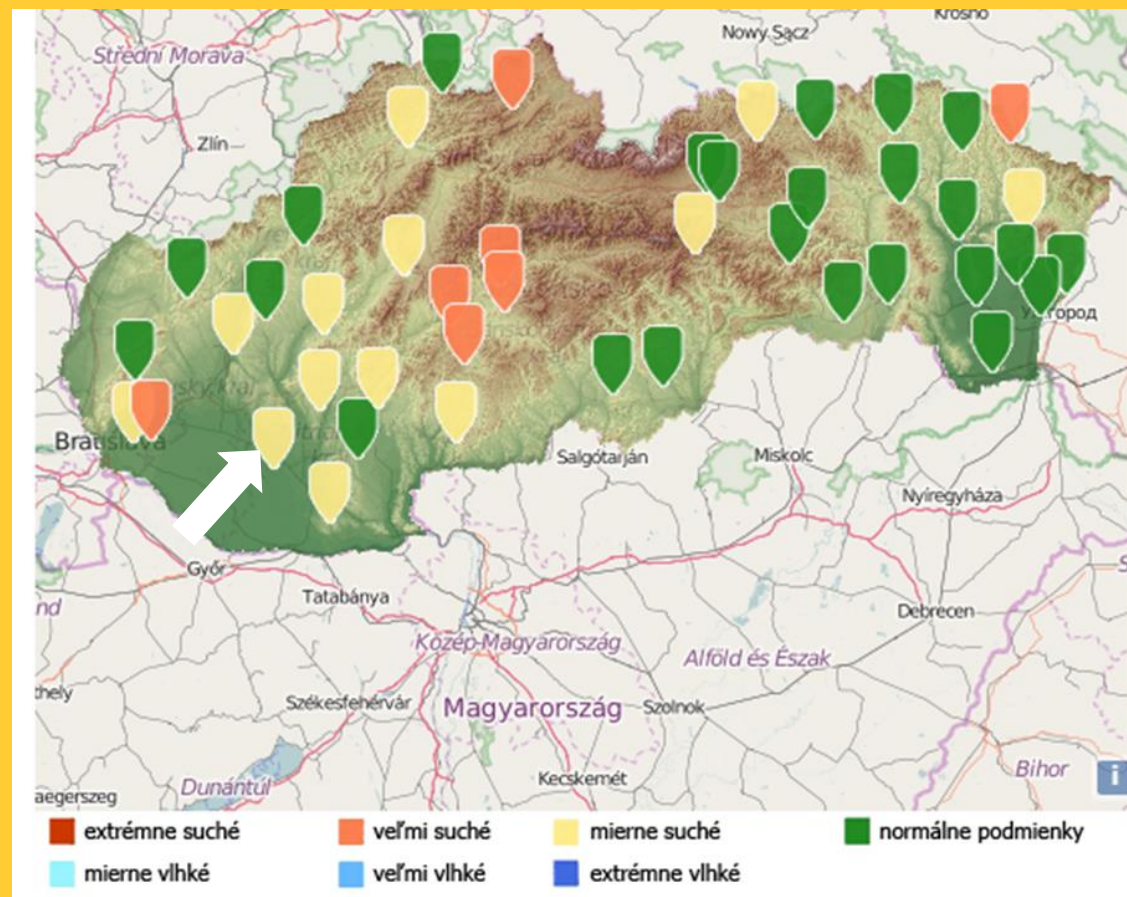 Krosno
Nowy Sącz
Střední Morava
Zlín
Ужгород
Bratislava
Salgótarján
Miskolc
Nyíregyháza
Győr
Tatabánya
Debrecen
Közép-Magyarország
Alföld és Észak
Székesfehérvár
Magyarország
Szolnok
Bihor
Kecskemét
Dunántúl
aegerszeg
i
extrémne suché
veľmi suché
mierne suché
normálne podmienky
mierne vlhké
veľmi vlhké
extrémne vlhké